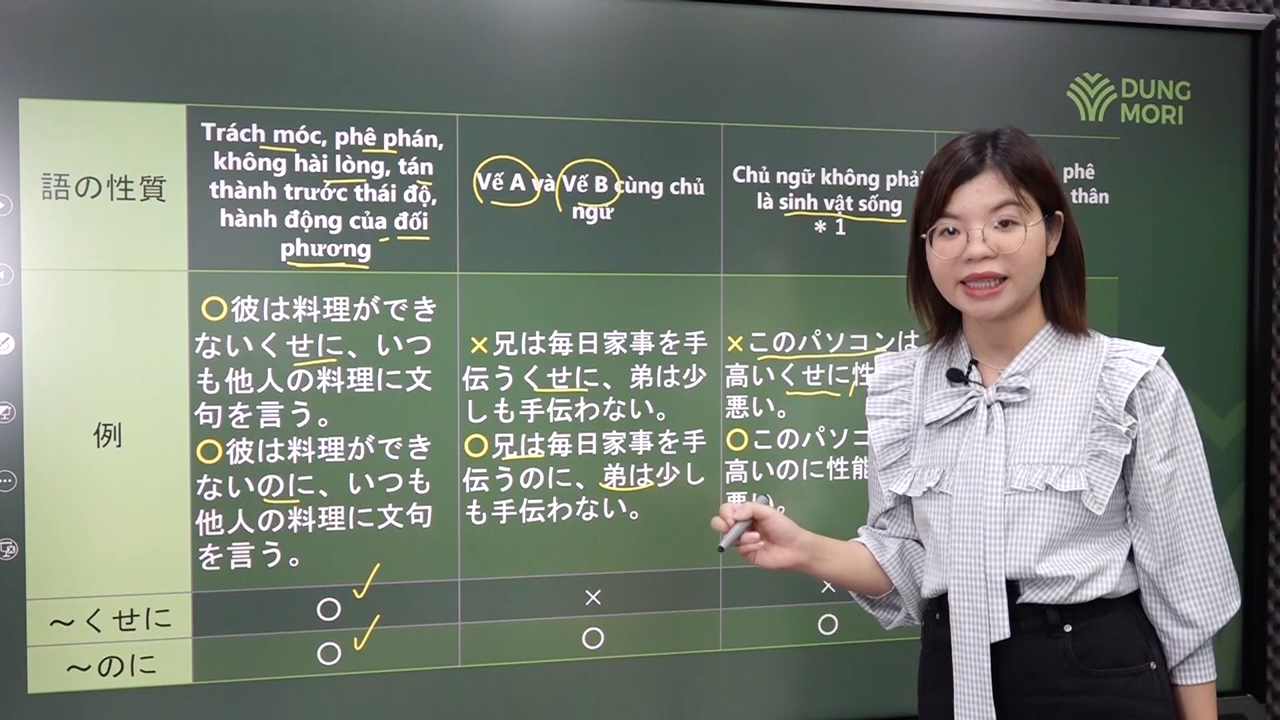 DUNG
MORI
語の性質
Trách móc, phê phán,
không hài lòng, tán
thành trước thái độ,
hành động của đối
phương
Vế A và Vế B cùng chủ
ngữ
Chủ ngữ không phải
là sinh vật sống
* 1
phê
thân
例
〇彼は料理ができ
ないくせに、いつ
も他人の料理に文
句を言う。
〇彼は料理ができ
ないのに、いつも
他人の料理に文句
を言う。
×兄は毎日家事を手
伝うくせに、弟は少
しも手伝わない。
〇兄は毎日家事を手
伝うのに、弟は少し
も手伝わない。
×このパソコンは
高いくせに性
悪い。
〇このパソコ
高いのに性能
悪い。
～くせに
〇
×
×
～のに
〇
〇
〇